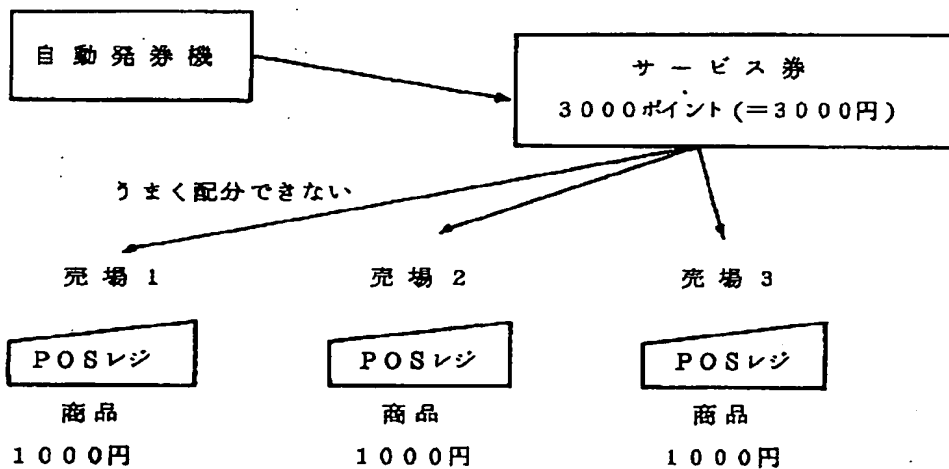 自動発券機
サービス券
3000ポイント(=3000円)
うまく配分できない
売場1
売場2
売場3
POSレジ
POSレジ
POSレジ
商品
商品
商品
1000円
1000円
1000円